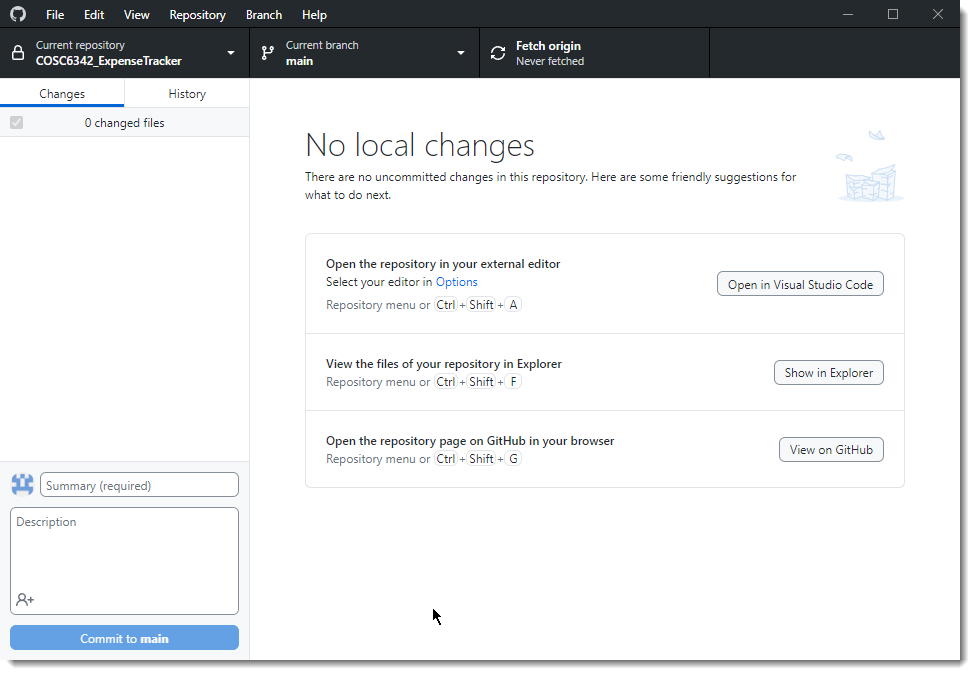 File Edit View Repository Branch Help
Current repository
COSC6342_ExpenseTracker
Current branch
main
Fetch origin
Never fetched
Changes History
0 changed files
No local changes
There are no uncommitted changes in this repository. Here are some friendly suggestions for
what to do next.
Open the repository in your external editor
Select your editor in Options
Repository menu or Ctrl + Shift + A
Open in Visual Studio Code
View the files of your repository in Explorer
Repository menu or Ctrl + Shift + F
Show in Explorer
Open the repository page on GitHub in your browser
Repository menu or Ctrl + Shift + G
View on GitHub
Summary (required)
Description
Commit to main